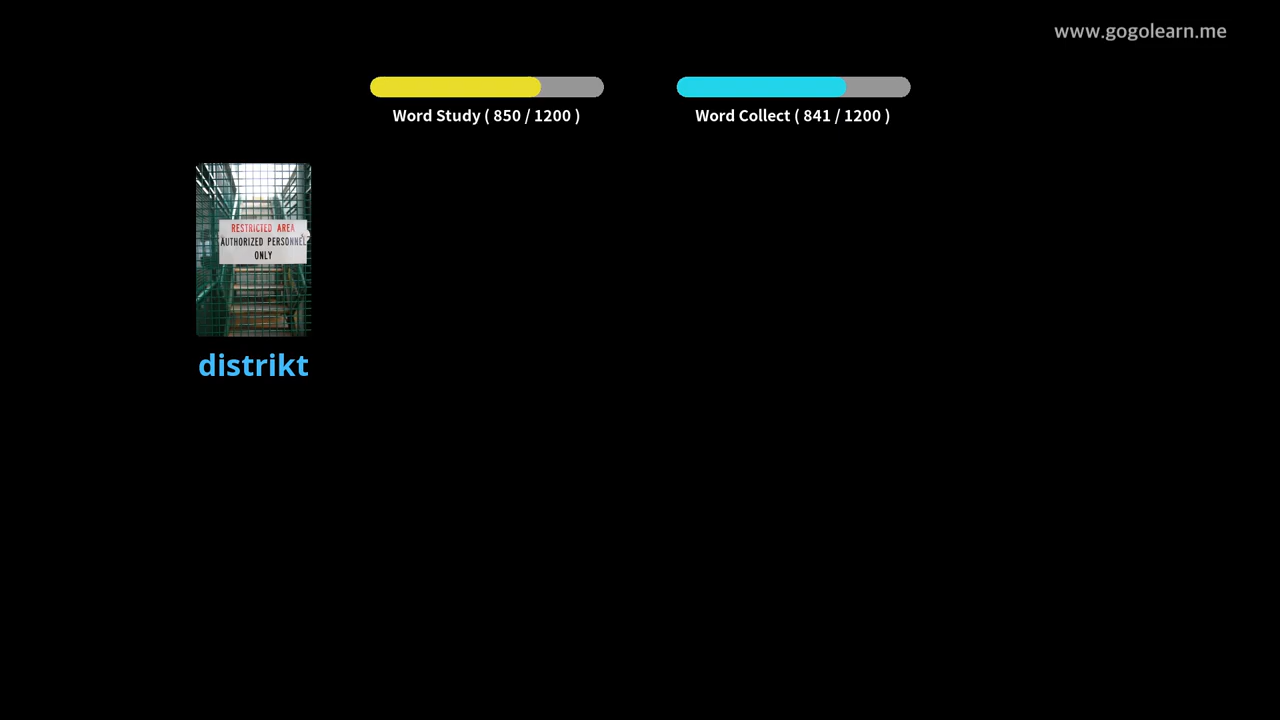 www.gogolearn.me
Word Study ( 850 / 1200 )
Word Collect ( 841 / 1200 )
RESTRICTED AREA
AUTHORIZED PERSONNEL
ONLY
distrikt